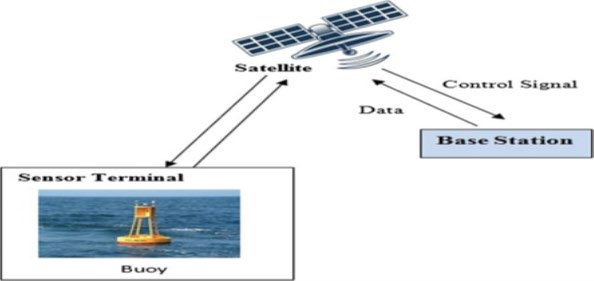 Satellite
Control Signal
Data
Base Station
Sensor Terminal
Buoy